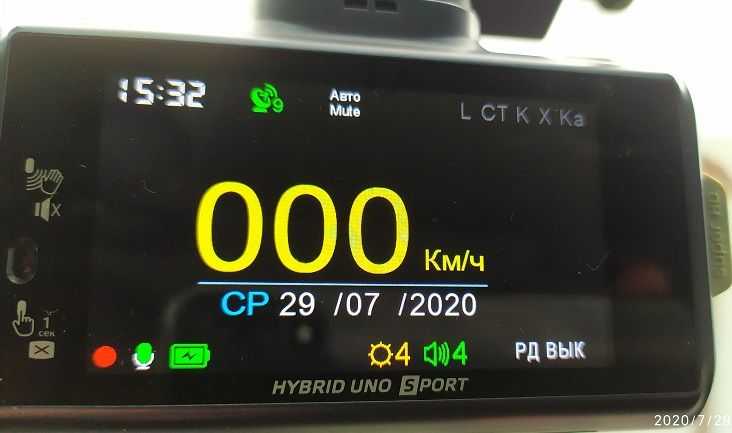 15:32
9
Авто
Mute
L CT K X Ka
000 Км/ч
СР 29 /07 /2020
1
сек
4 4 РД ВЫК
HYBRID UNO SPORT
super HD
2020/7/29